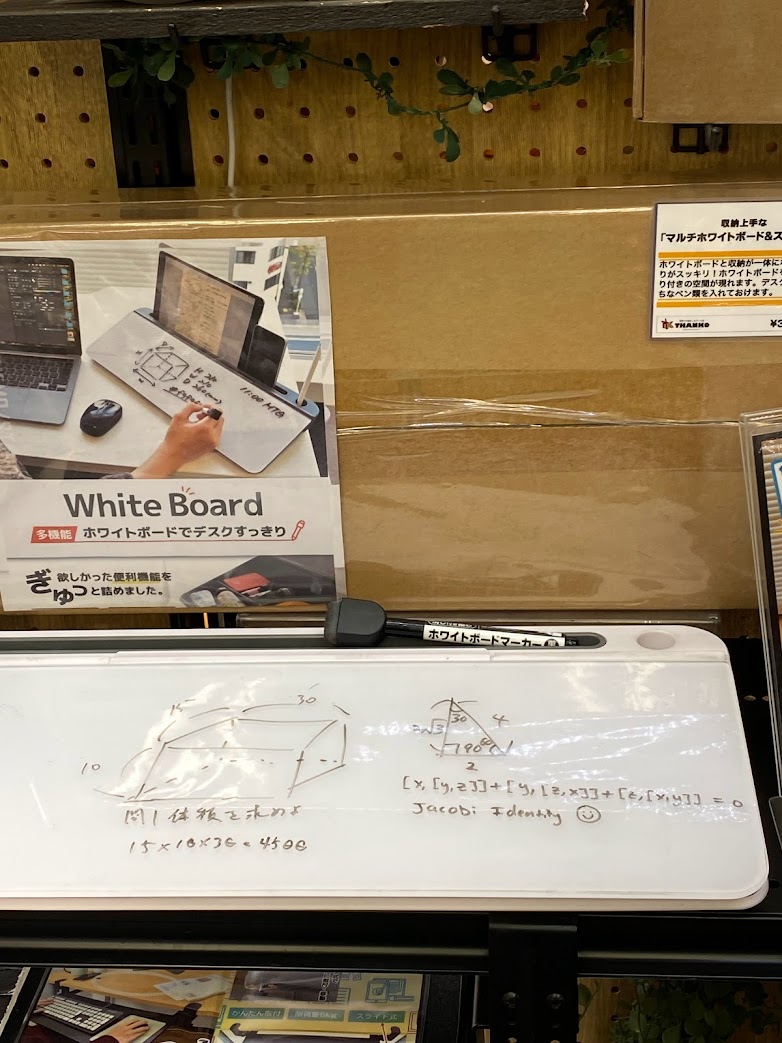 収納上手な
「マルチホワイトボード&ス
ホワイトボードと収納が一体に
りがスッキリ！ホワイトボードを
り付きの空間が現れます。デスク
ちなペン類を入れておけます。
THANKO
¥3
11:00 MTG
White Board
多機能 ホワイトボードでデスクすっきり
ぎゅっと詰めました。
欲しかった便利機能を
ホワイトボードマーカー
15
30
10
問1 体積を求めよ
15×10×30=4500
30
4
2√3
90
60
2
[x,[y,z]]+[y,[z,x]]+[z,[x,y]]=0
Jacobi Identity
かんたん取付
スライド式